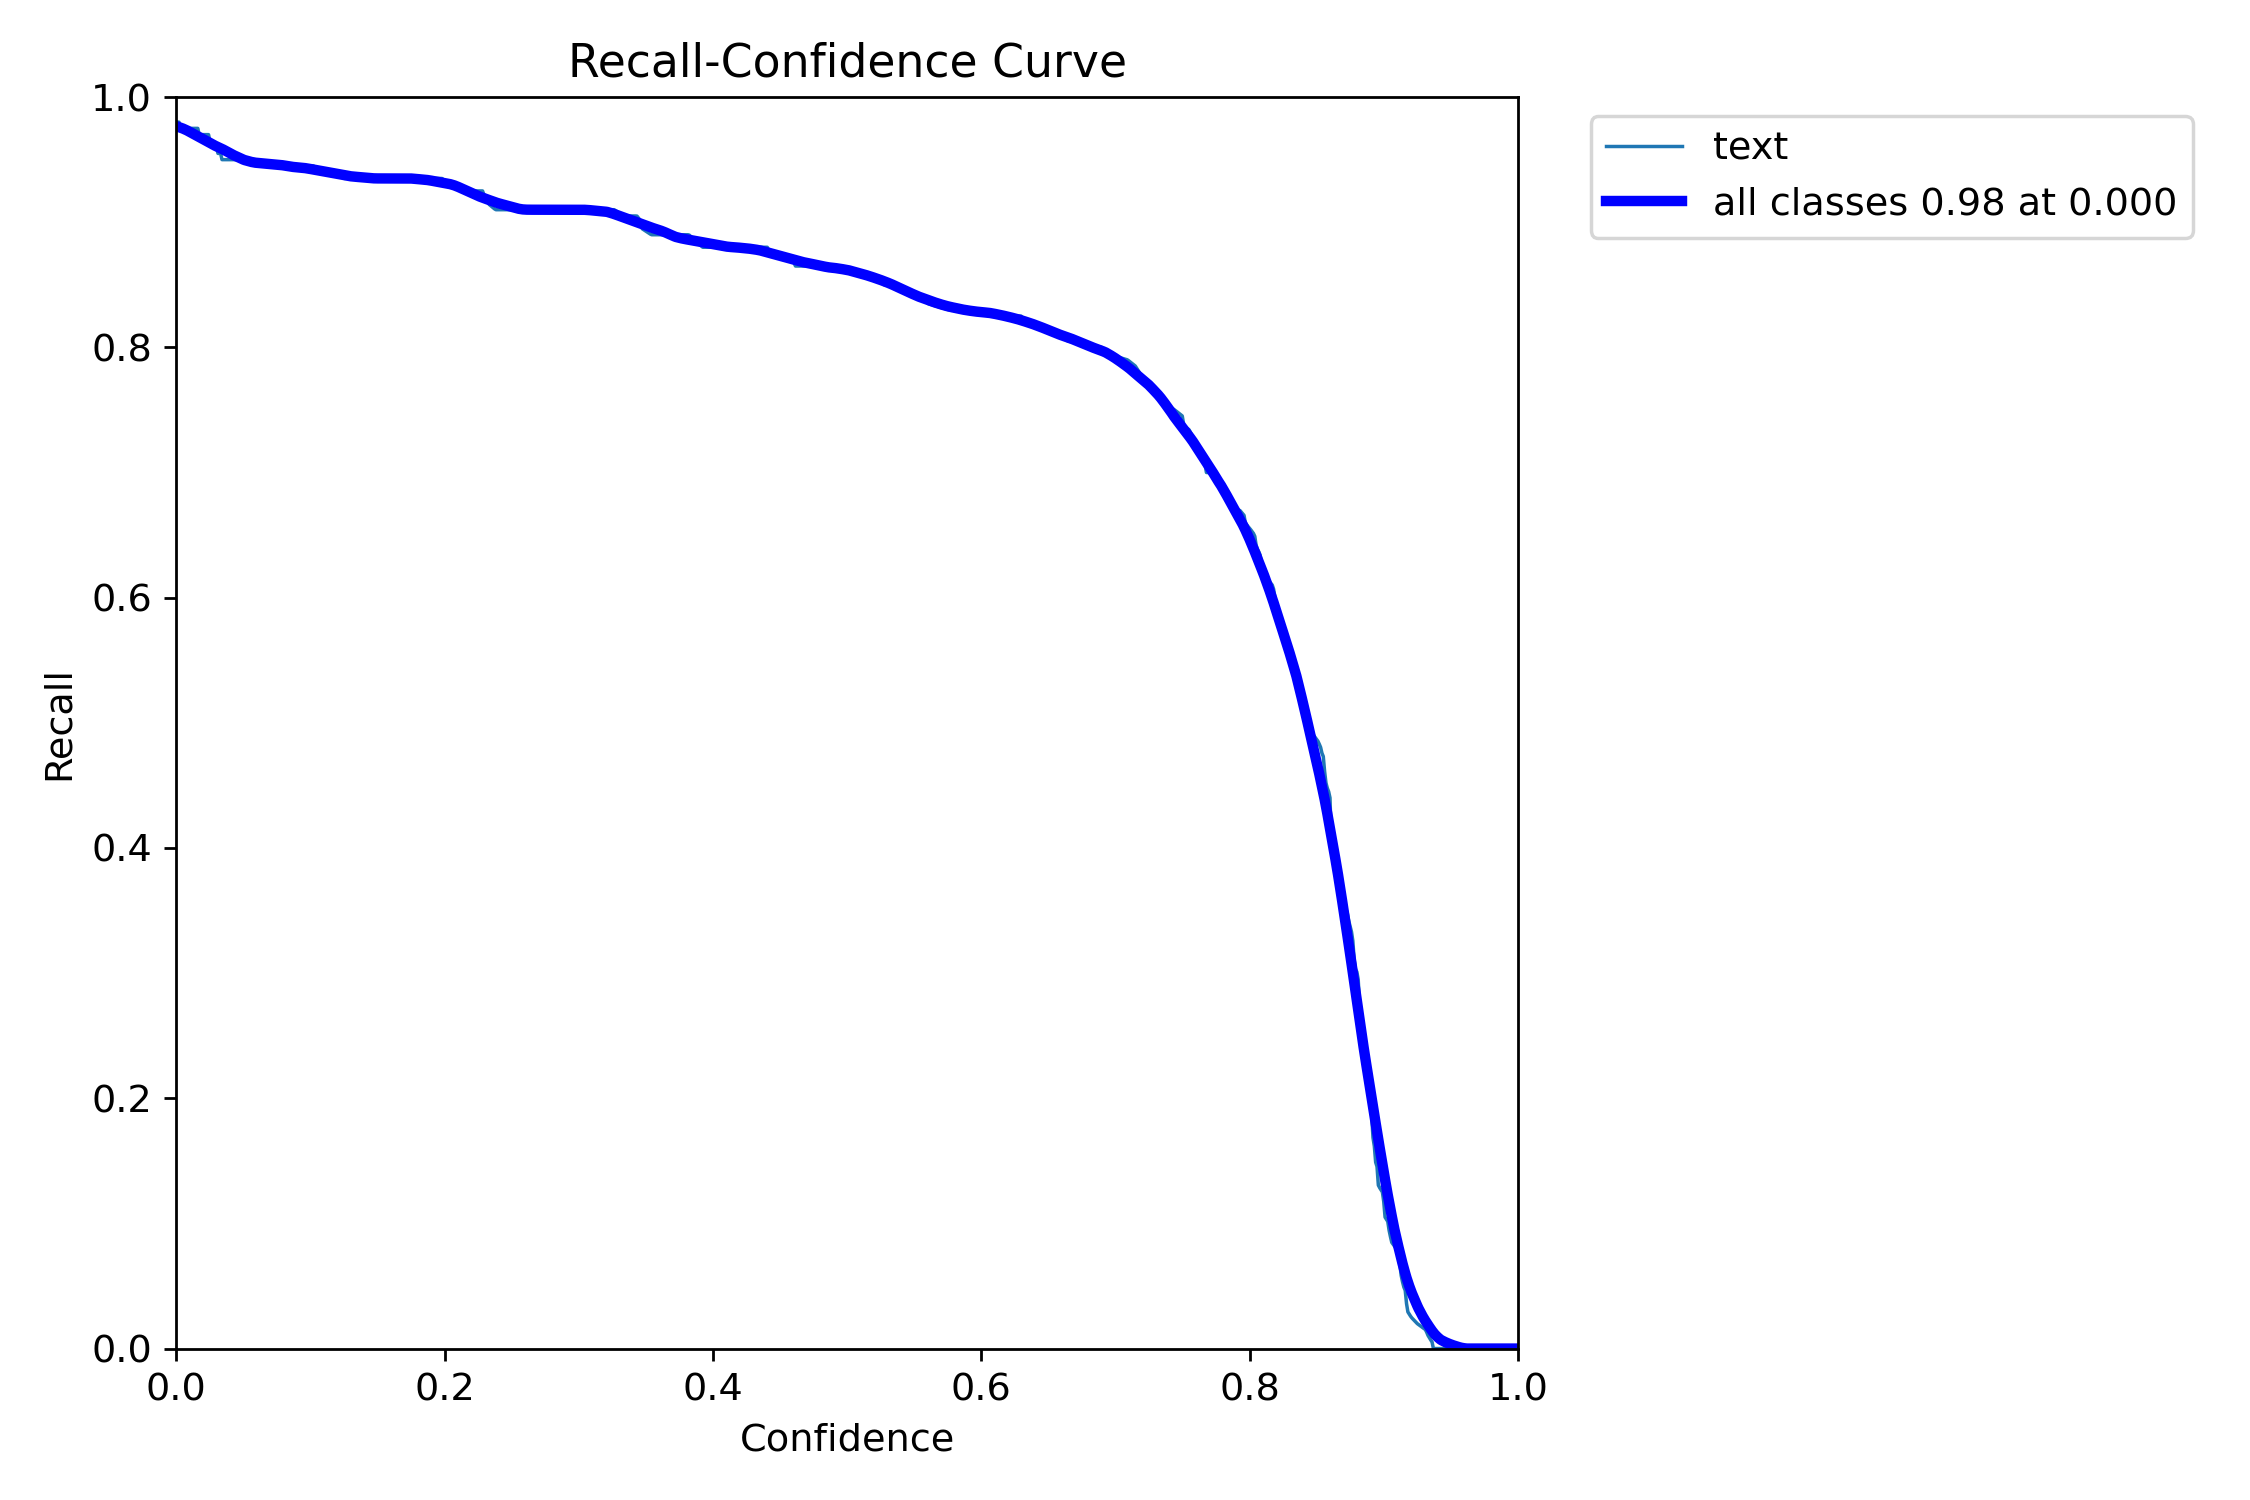 Recall-Confidence Curve
1.0
0.8
0.6
0.4
0.2
0.0
Recall
0.0 0.2 0.4 0.6 0.8 1.0
Confidence
text
all classes 0.98 at 0.000